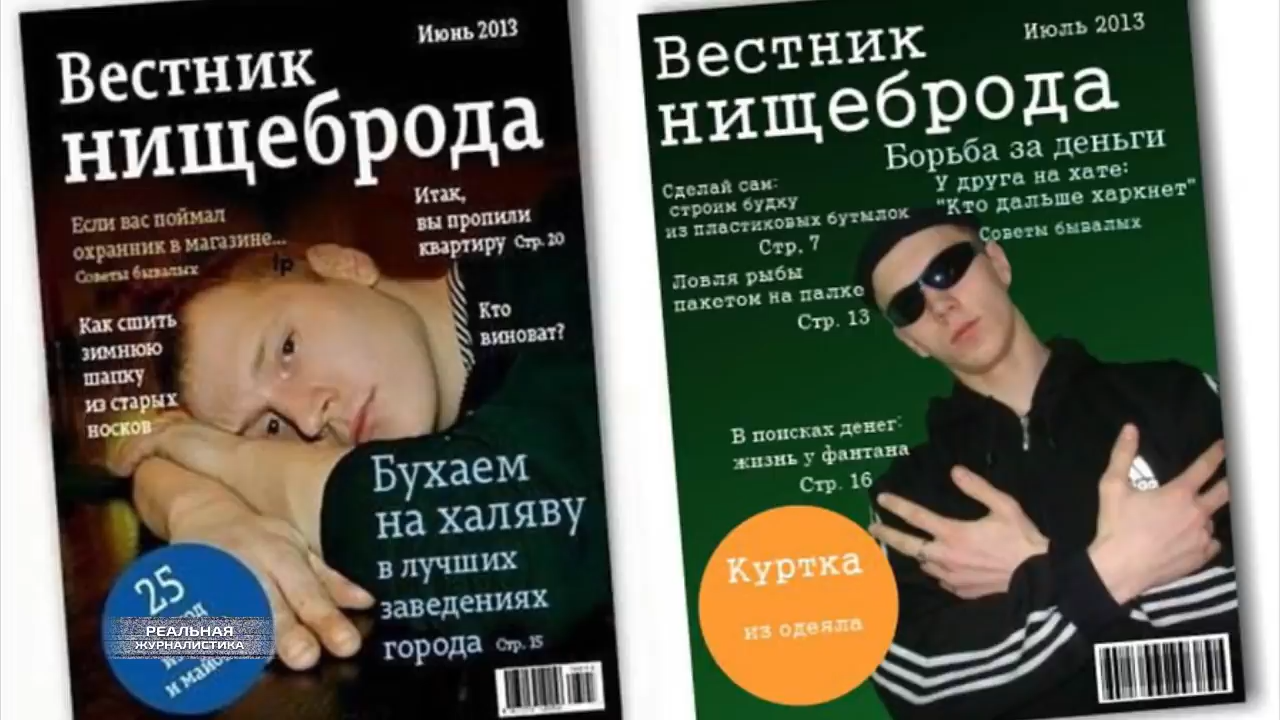 Июнь 2013
Вестник
нищеброда
Если вас поймал
охранник в магазине...
Советы бывалых
Итак,
вы пропили
квартиру Стр. 20
Как сшить
зимнюю
шапку
из старых
носков
Кто
виноват?
Бухаем
на халяву
в лучших
заведениях
города Стр. 15
25
и
РЕАЛЬНАЯ
ЖУРНАЛИСТИКА
Июль 2013
Вестник
нищеброда
Борьба за деньги
У друга на хате:
"Кто дальше харкнет"
Советы бывалых
Сделай сам:
строим будку
из пластиковых бутылок
Стр. 7
Ловля рыбы
пакетом на палке
Стр. 13
В поисках денег:
жизнь у фантана
Стр. 16
Куртка
из одеяла